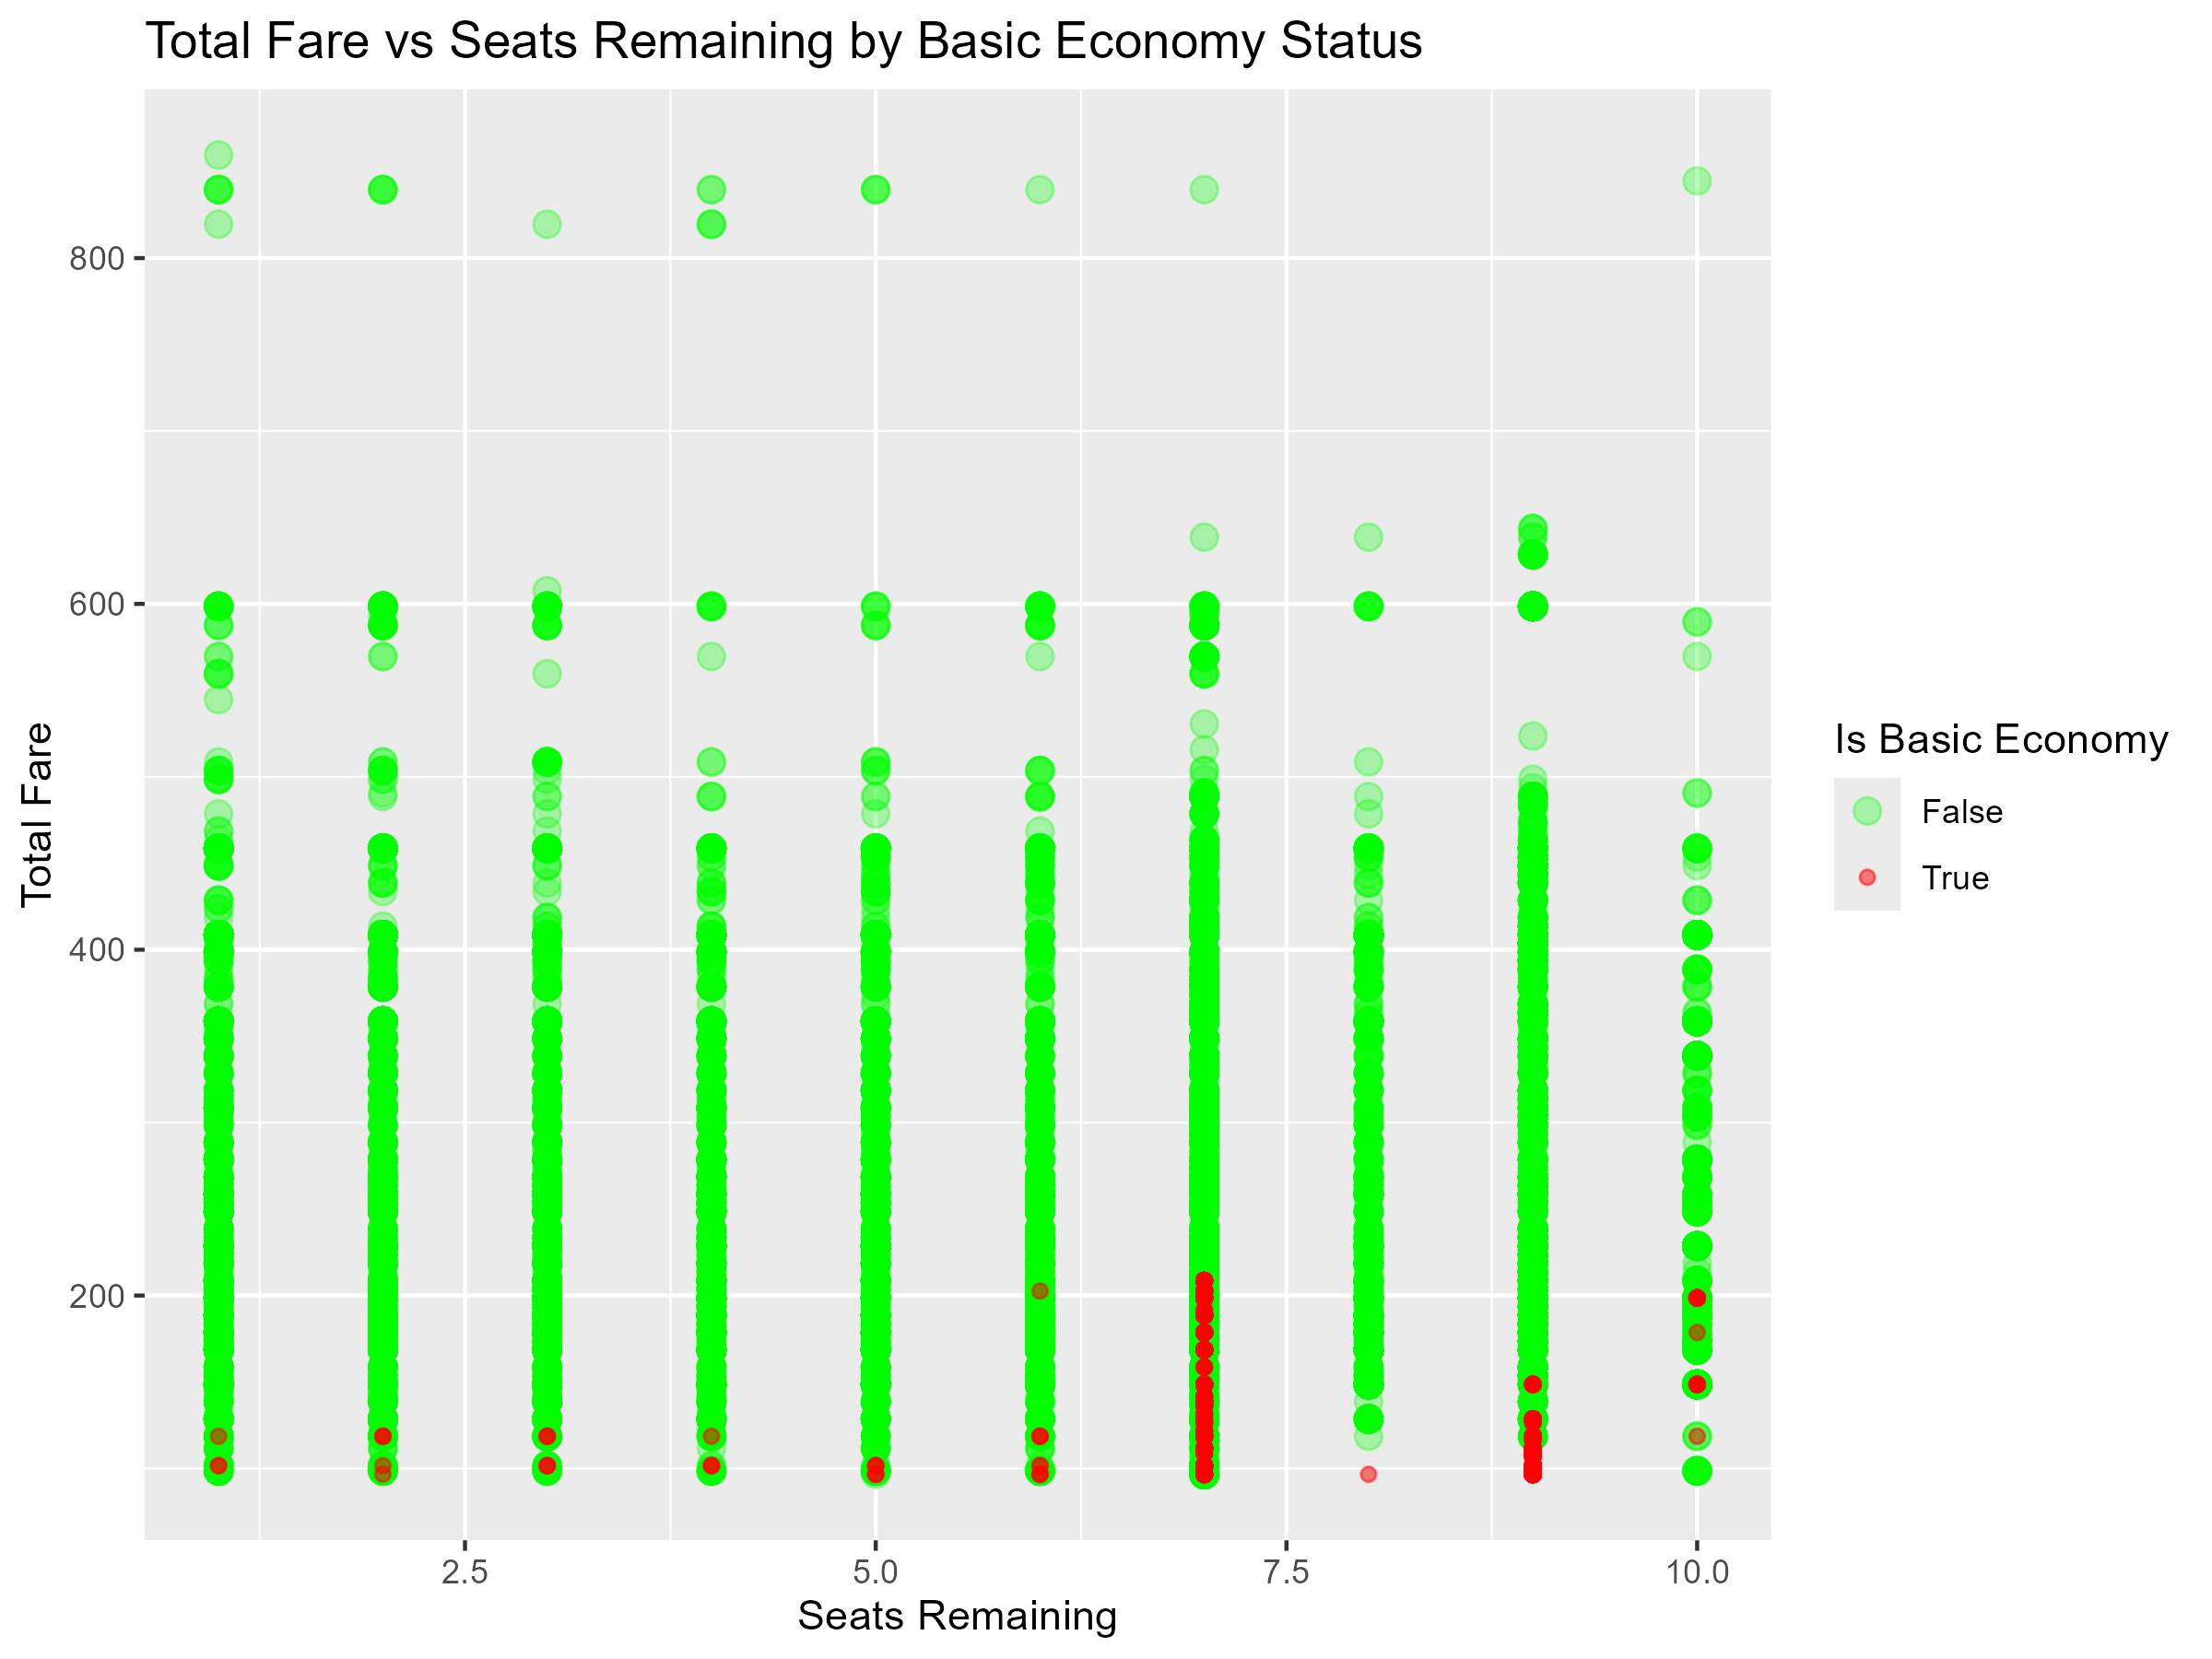 Total Fare vs Seats Remaining by Basic Economy Status
800
600
400
200
Total Fare
2.5
5.0
7.5
10.0
Seats Remaining
Is Basic Economy
False
True